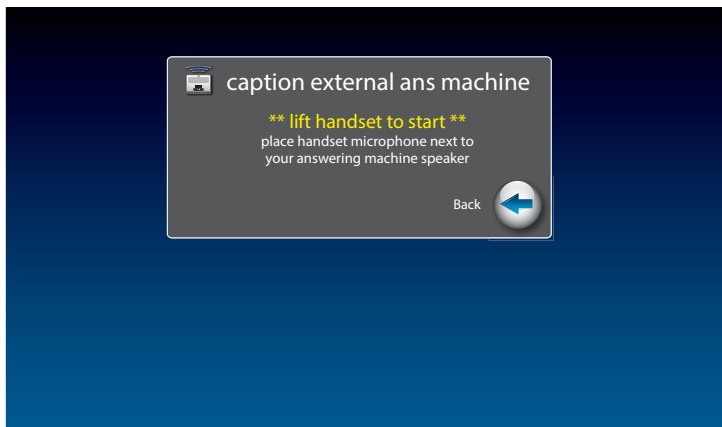 caption external ans machine
** lift handset to start **
place handset microphone next to
your answering machine speaker
Back